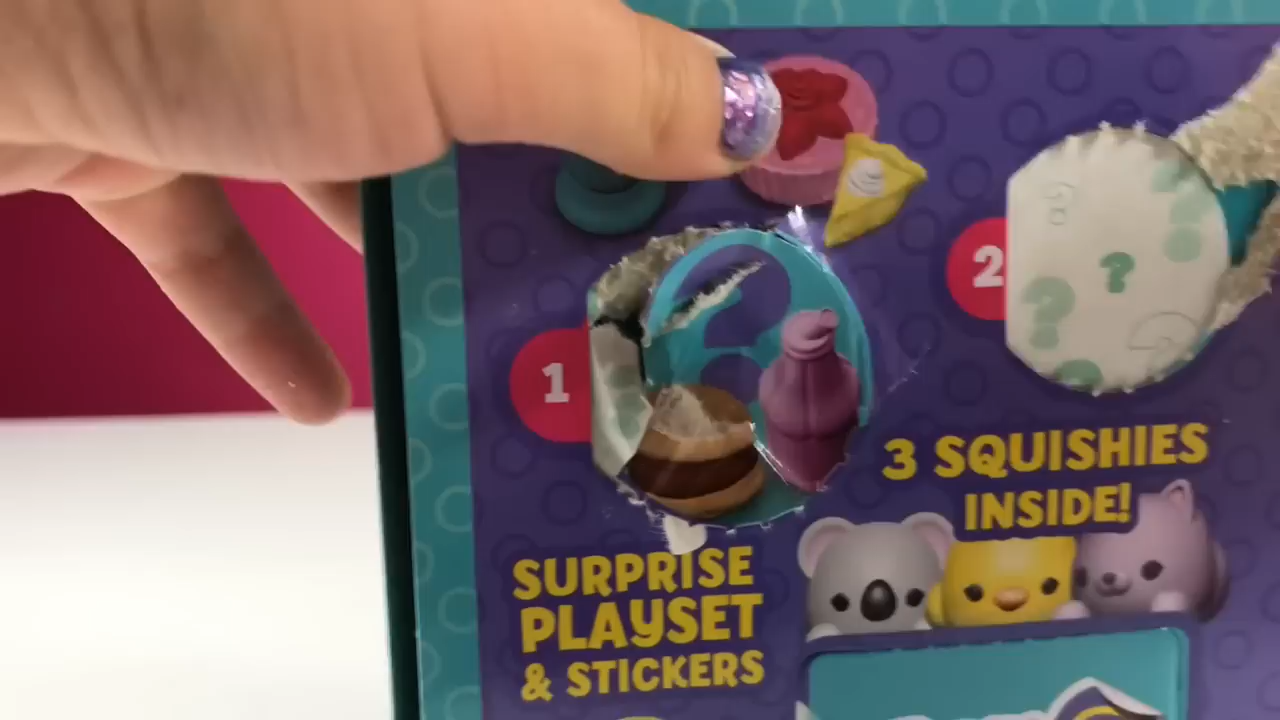 1
2
?
?
?
3 SQUISHIES
INSIDE!
SURPRISE
PLAYSET
& STICKERS